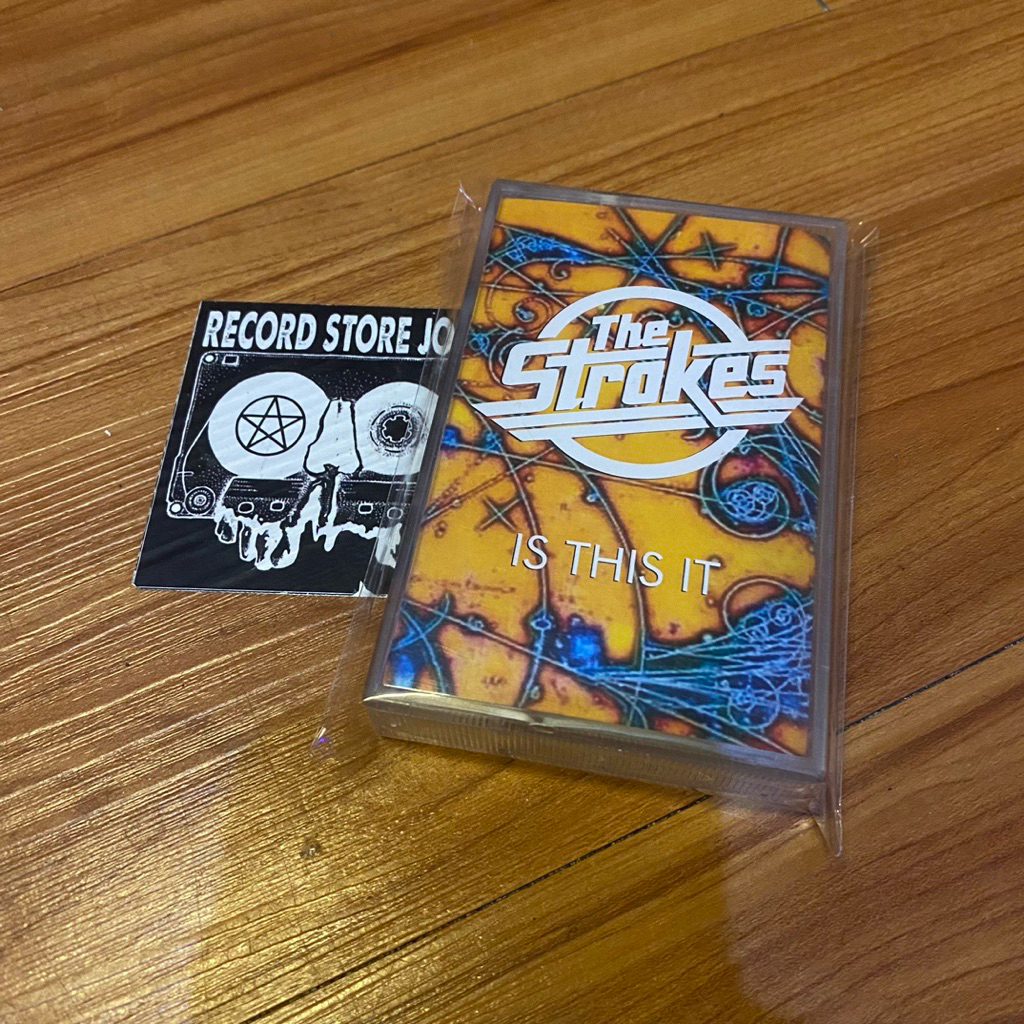 RECORD STORE JO
The
Strokes
IS THIS IT